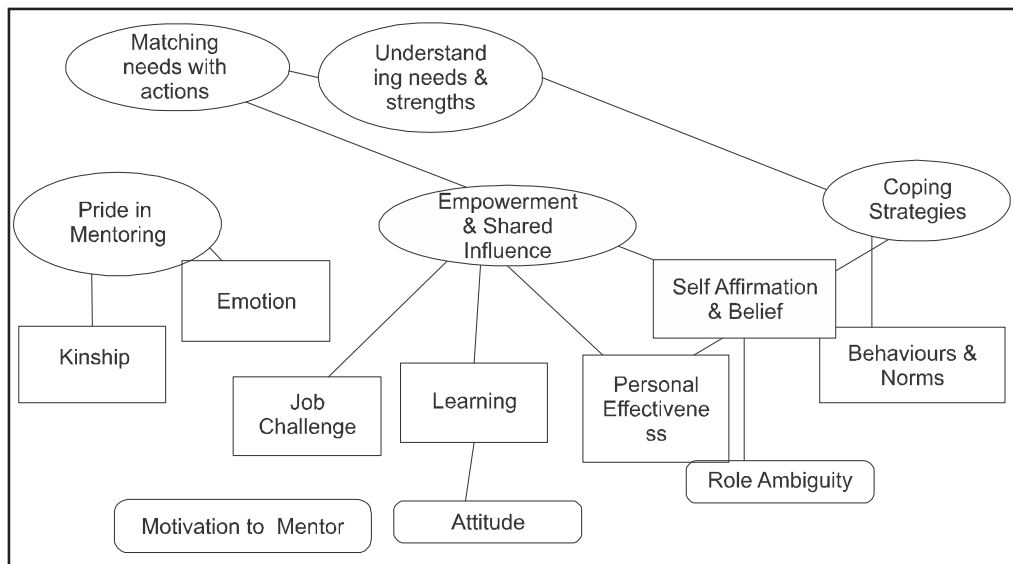 Matching
needs with
actions
Understand
ing needs &
strengths
Coping
Strategies
Pride in
Mentoring
Empowerment
& Shared
Influence
Emotion
Self Affirmation
& Belief
Kinship
Behaviours &
Norms
Job
Challenge
Learning
Personal
Effectivene
ss
Role Ambiguity
Motivation to  Mentor
Attitude